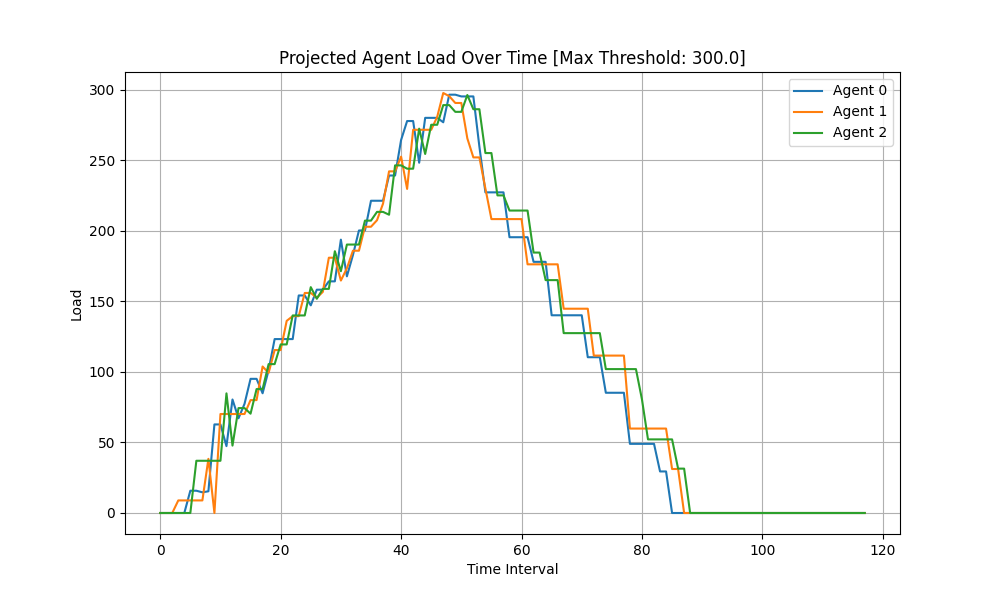 Projected Agent Load Over Time [Max Threshold: 300.0]
Agent 0
Agent 1
Agent 2
300
250
200
150
100
50
0
Load
0 20 40 60 80 100 120
Time Interval